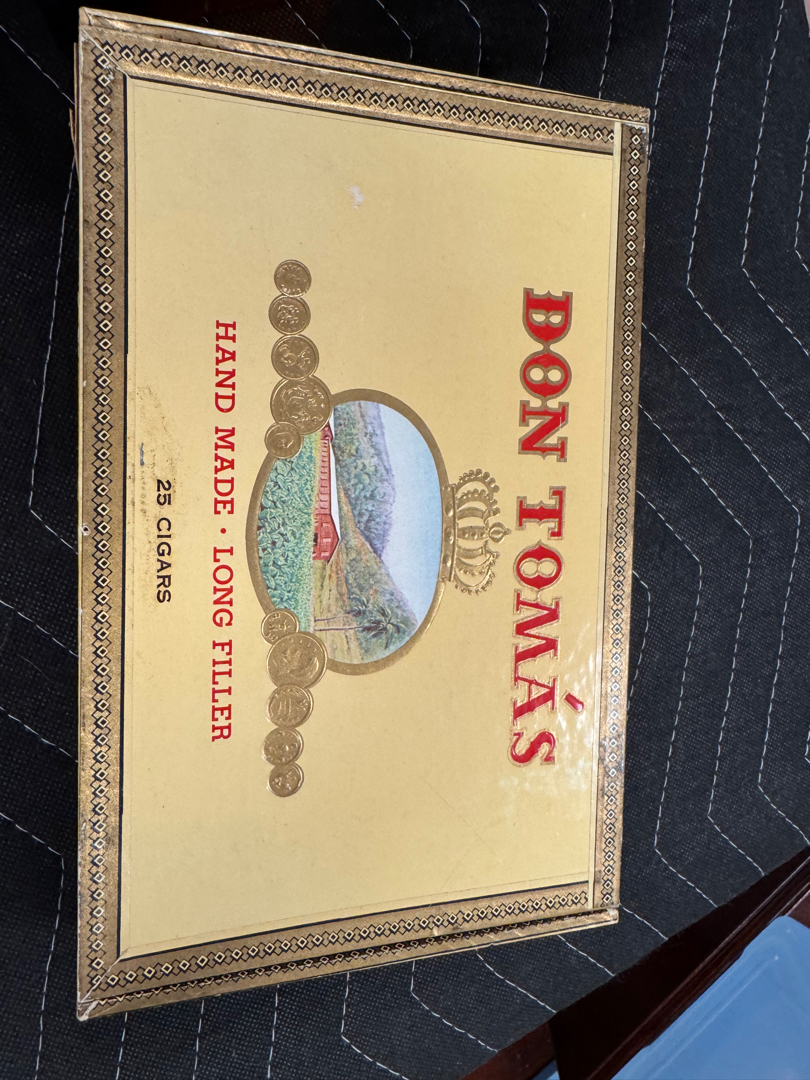 DON TOMÁS
HAND MADE • LONG FILLER
25 CIGARS